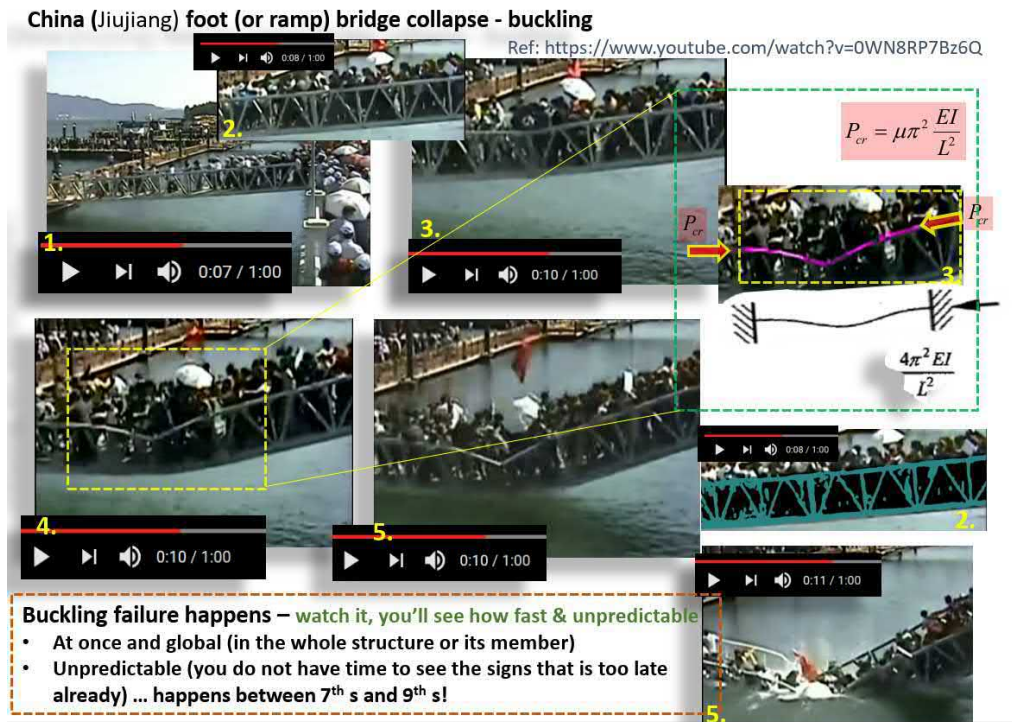 China (Jiujiang) foot (or ramp) bridge collapse - buckling
Ref: https://www.youtube.com/watch?v=0WN8RP7Bz6Q
0:08 / 1:00
2.
1.
0:07 / 1:00
3.
0:10 / 1:00
P_cr = μπ² EI / L²
P_cr
P_cr
3.
4π² EI / L²
4.
0:10 / 1:00
5.
0:10 / 1:00
0:08 / 1:00
2.
0:11 / 1:00
5.
Buckling failure happens – watch it, you’ll see how fast & unpredictable
• At once and global (in the whole structure or its member)
• Unpredictable (you do not have time to see the signs that is too late
already) ... happens between 7th s and 9th s!